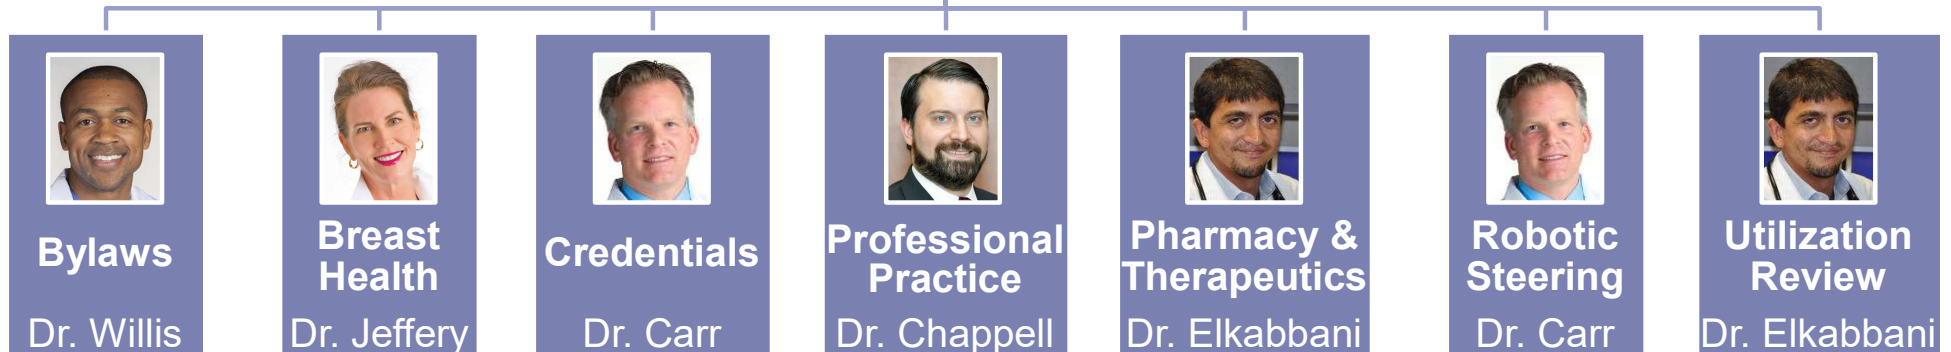 Bylaws
Dr. Willis
Breast
Health
Dr. Jeffery
Credentials
Dr. Carr
Professional
Practice
Dr. Chappell
Pharmacy &
Therapeutics
Dr. Elkabbani
Robotic
Steering
Dr. Carr
Utilization
Review
Dr. Elkabbani